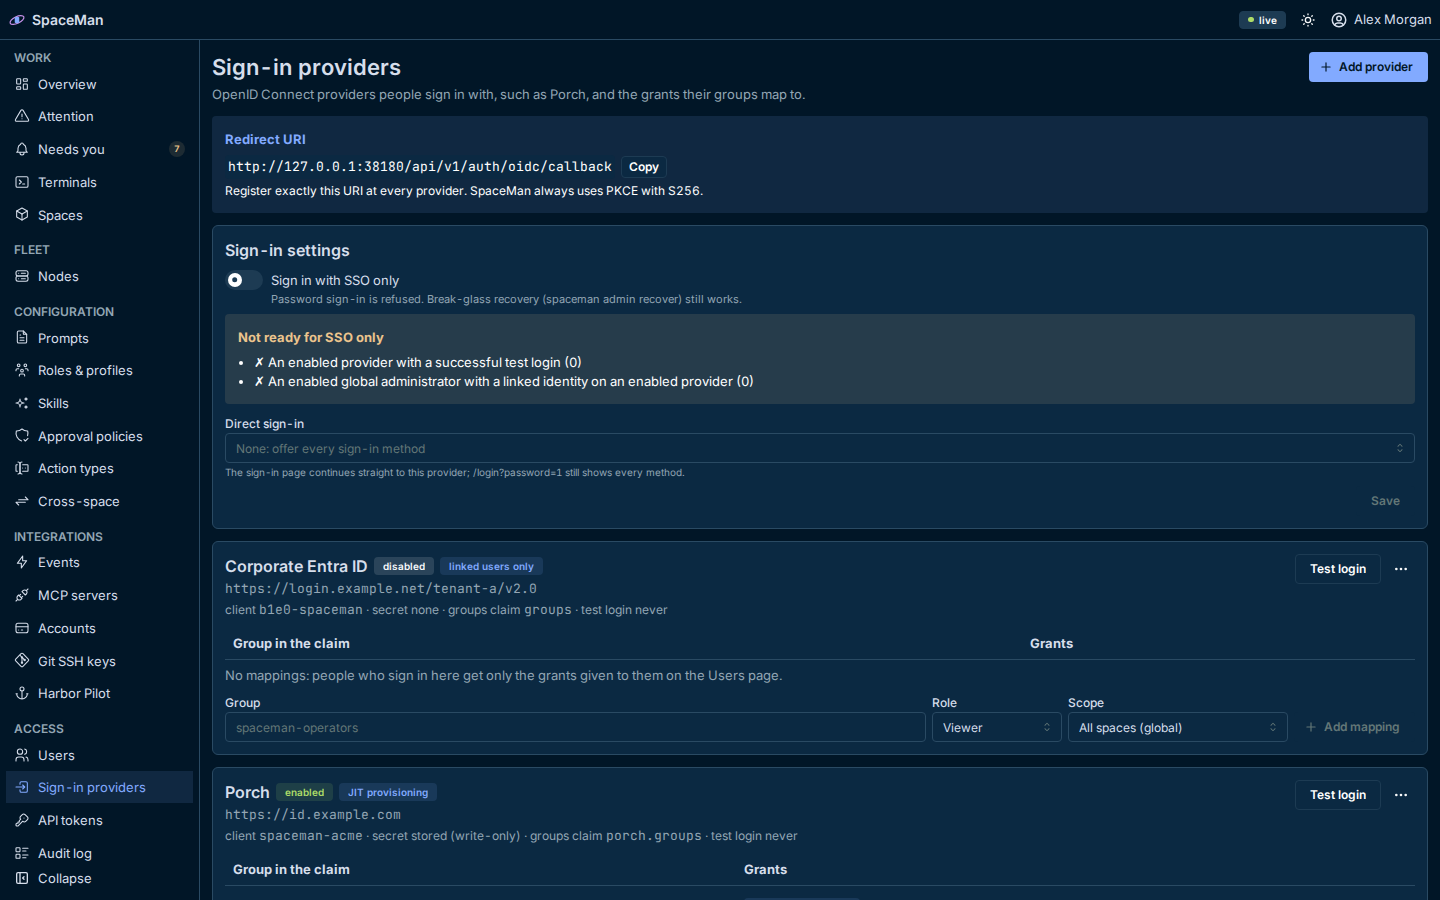 SpaceMan
live
Alex Morgan
WORK
Overview
Attention
Needs you
7
Terminals
Spaces
FLEET
Nodes
CONFIGURATION
Prompts
Roles & profiles
Skills
Approval policies
Action types
Cross-space
INTEGRATIONS
Events
MCP servers
Accounts
Git SSH keys
Harbor Pilot
ACCESS
Users
Sign-in providers
API tokens
Audit log
Collapse
Sign-in providers
Add provider
OpenID Connect providers people sign in with, such as Porch, and the grants their groups map to.
Redirect URI
http://127.0.0.1:38180/api/v1/auth/oidc/callback Copy
Register exactly this URI at every provider. SpaceMan always uses PKCE with S256.
Sign-in settings
Sign in with SSO only
Password sign-in is refused. Break-glass recovery (spaceman admin recover) still works.
Not ready for SSO only
• ✗ An enabled provider with a successful test login (0)
• ✗ An enabled global administrator with a linked identity on an enabled provider (0)
Direct sign-in
None: offer every sign-in method
The sign-in page continues straight to this provider; /login?password=1 still shows every method.
Save
Corporate Entra ID disabled linked users only
Test login
https://login.example.net/tenant-a/v2.0
client b1e0-spaceman · secret none · groups claim groups · test login never
Group in the claim Grants
No mappings: people who sign in here get only the grants given to them on the Users page.
Group Role Scope
spaceman-operators Viewer All spaces (global) Add mapping
Porch enabled JIT provisioning
Test login
https://id.example.com
client spaceman-acme · secret stored (write-only) · groups claim porch.groups · test login never
Group in the claim Grants